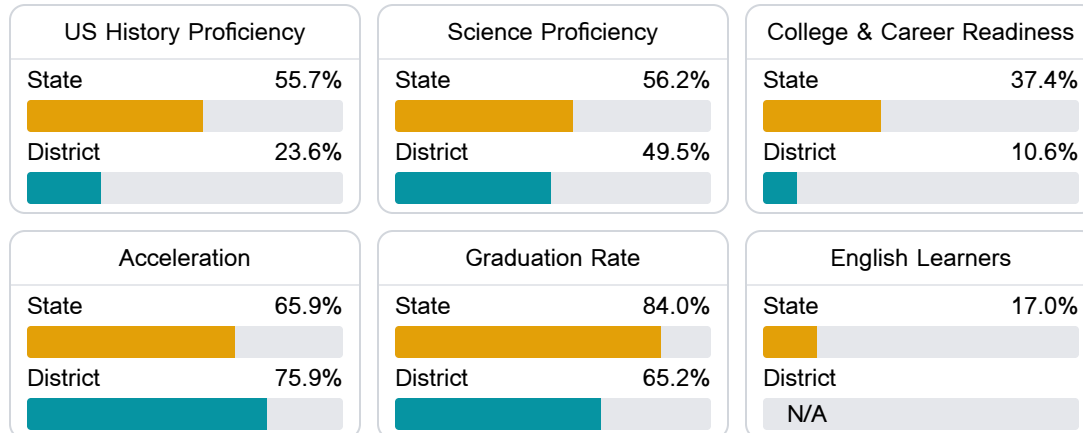 US History Proficiency
State 55.7%
District 23.6%
Science Proficiency
State 56.2%
District 49.5%
College & Career Readiness
State 37.4%
District 10.6%
Acceleration
State 65.9%
District 75.9%
Graduation Rate
State 84.0%
District 65.2%
English Learners
State 17.0%
District
N/A